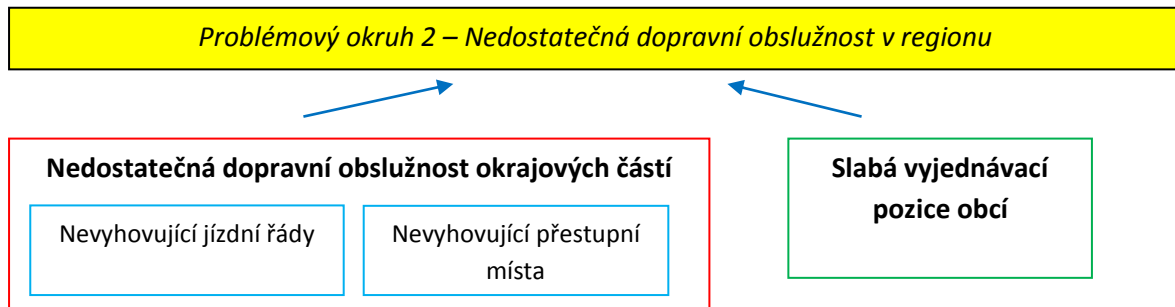 Problémový okruh 2 – Nedostatečná dopravní obslužnost v regionu
Nedostatečná dopravní obslužnost okrajových částí
Nevyhovující jízdní řády
Nevyhovující přestupní
místa
Slabá vyjednávací
pozice obcí